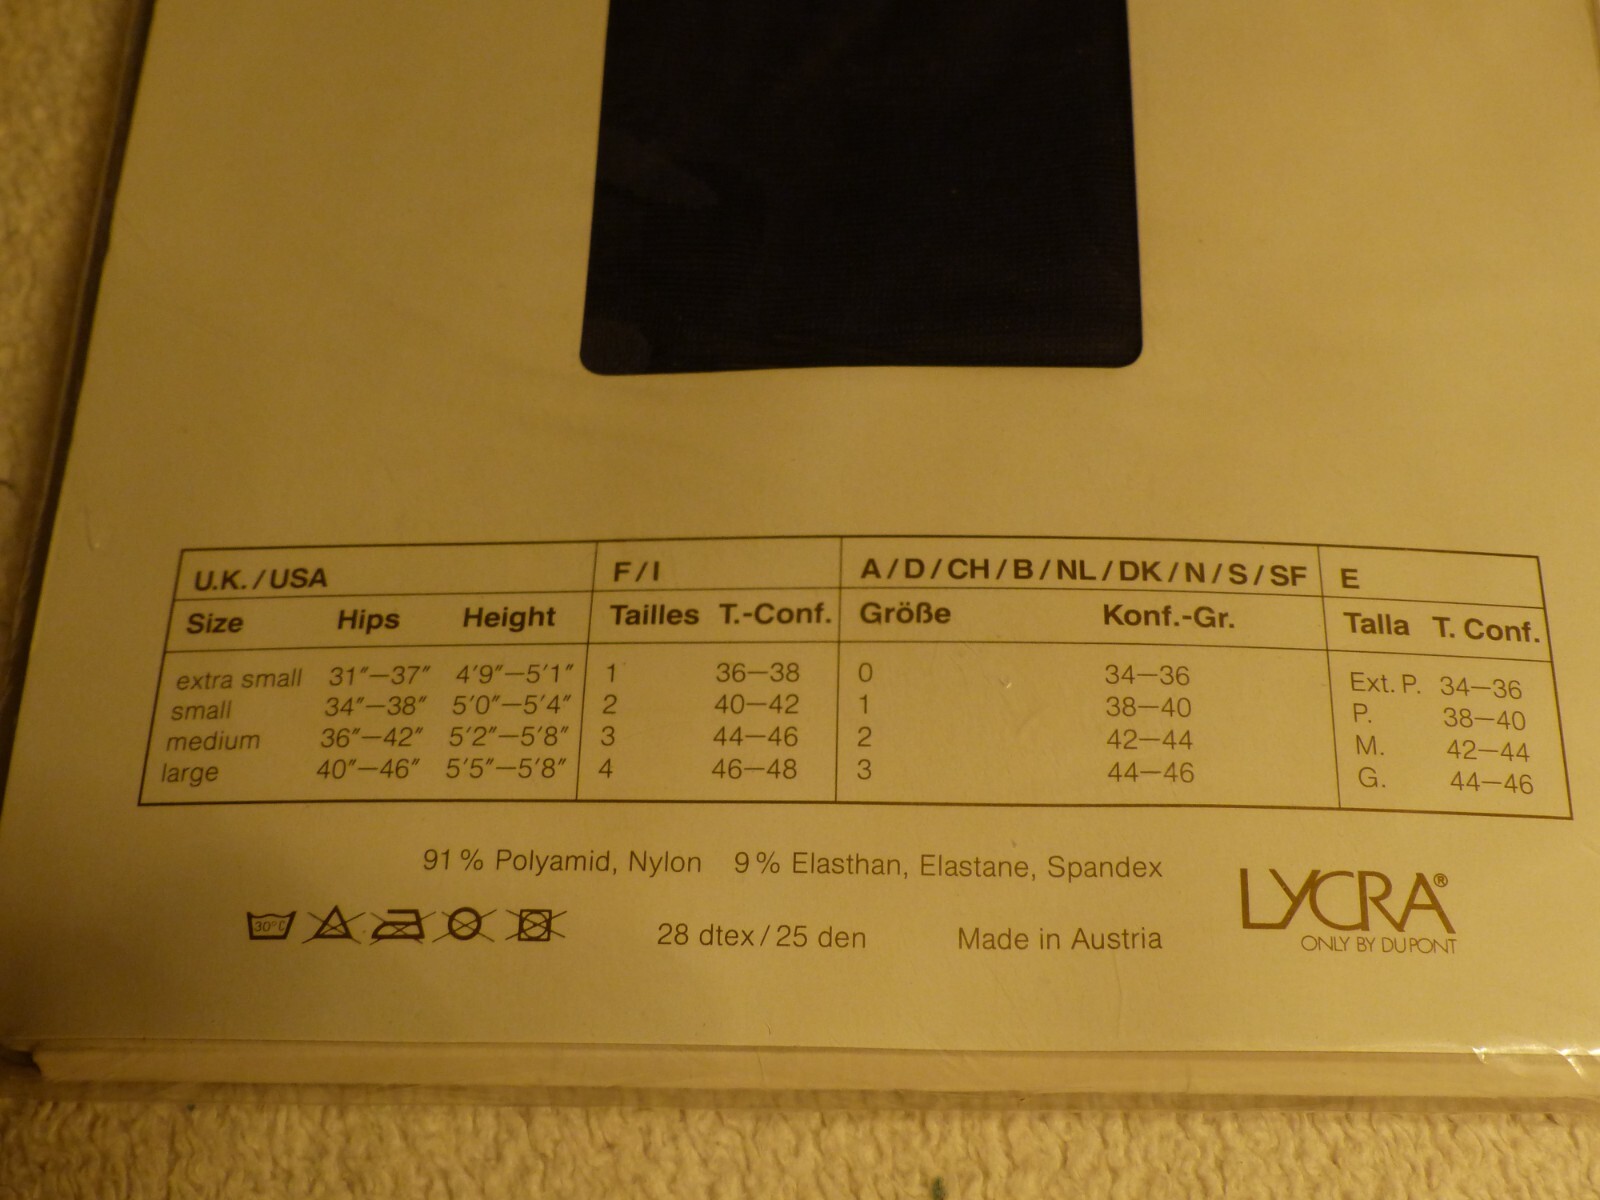 U.K./USA F/I A/D/CH/B/NL/DK/N/S/SF E
Size Hips Height Tailles T.-Conf. Größe Konf.-Gr. Talla T. Conf.
extra small 31″—37″ 4′9″—5′1″ 1 36—38 0 34—36 Ext. P. 34—36
small 34″—38″ 5′0″—5′4″ 2 40—42 1 38—40 P. 38—40
medium 36″—42″ 5′2″—5′8″ 3 44—46 2 42—44 M. 42—44
large 40″—46″ 5′5″—5′8″ 4 46—48 3 44—46 G. 44—46
91% Polyamid, Nylon 9% Elasthan, Elastane, Spandex
30°C 28 dtex/25 den Made in Austria
LYCRA®
ONLY BY DU PONT